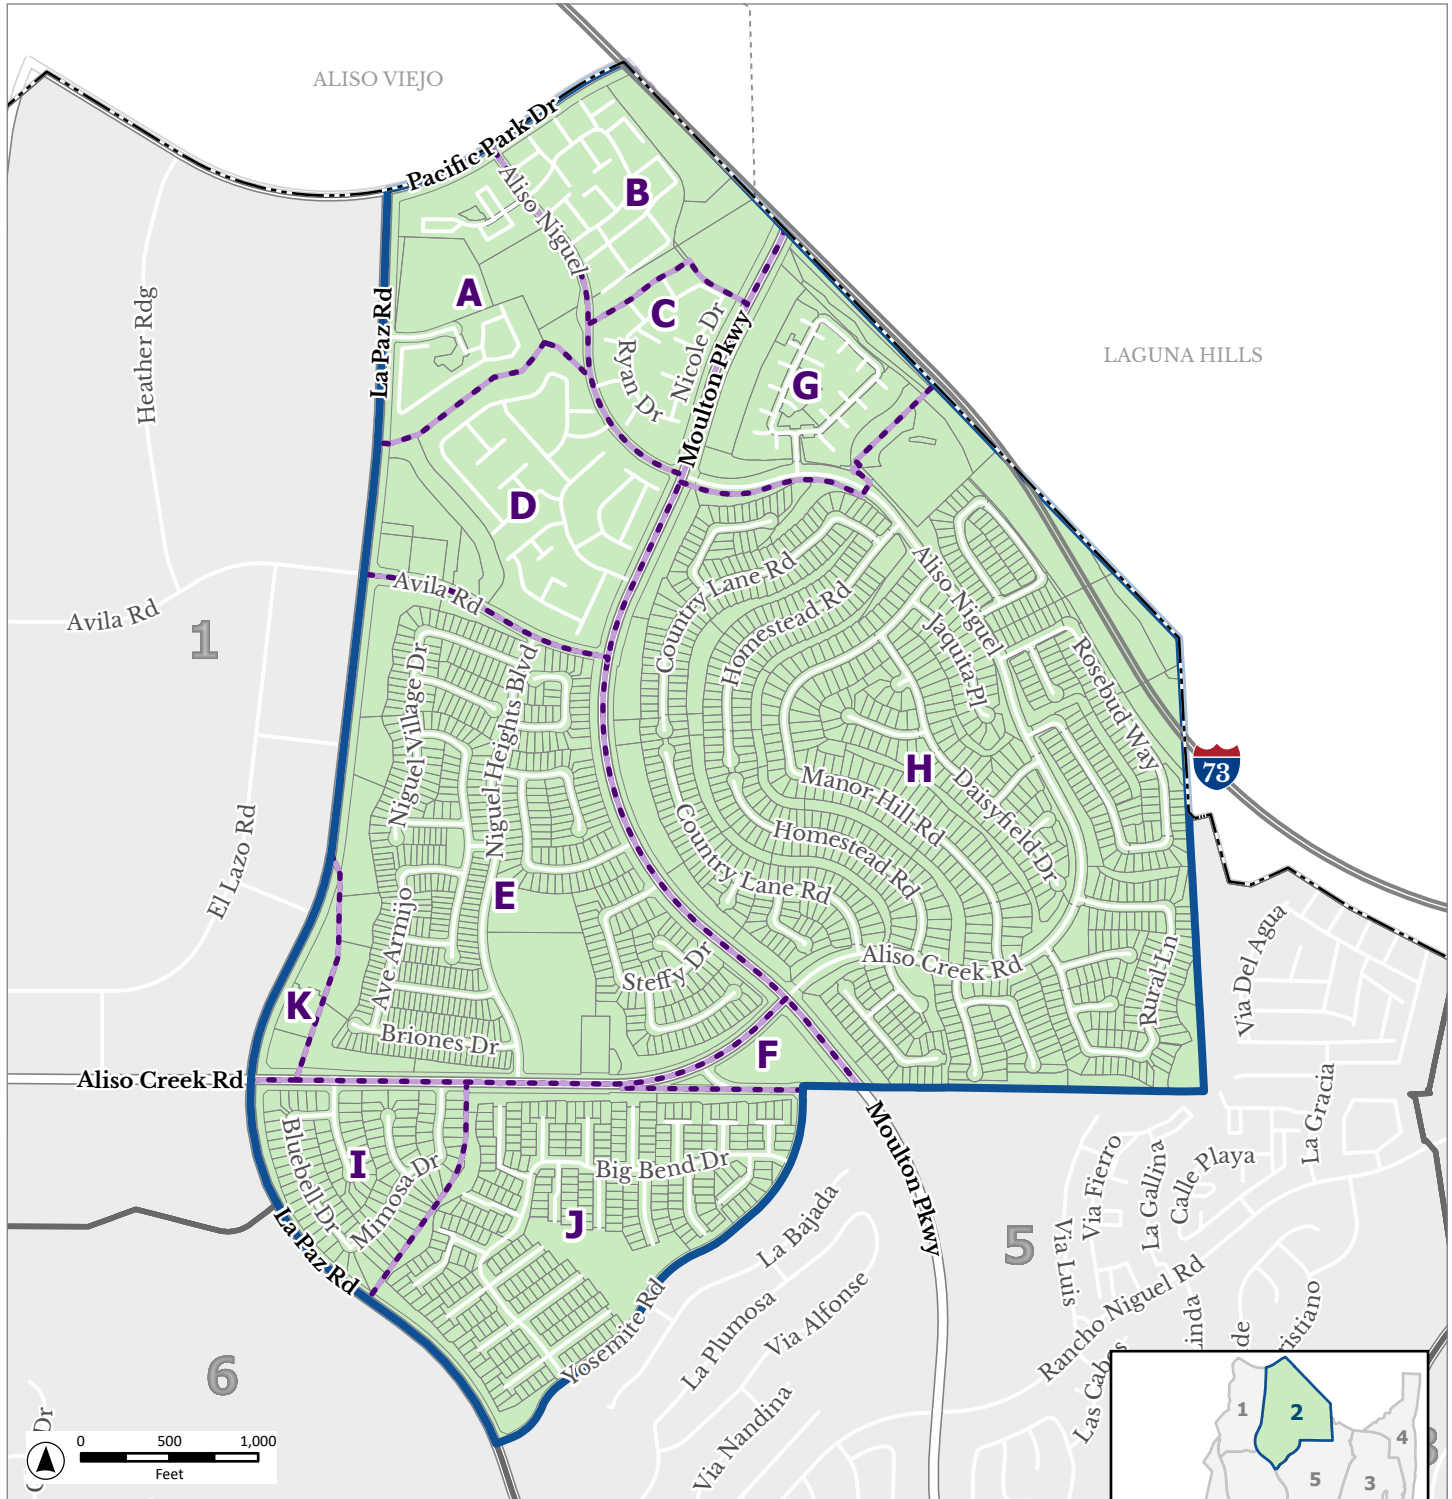 ALISO VIEJO
Pacific Park Dr
B
Aliso Niguel
A
Heather Rdg
La Paz Rd
C
Nicole Dr
Ryan Dr
Moulton Pkwy
G
LAGUNA HILLS
D
Avila Rd
Avila Rd
1
Country Lane Rd
Homestead Rd
Aliso Niguel
Jaquita Pl
Rosebud Way
Niguel Village Dr
Niguel Heights Blvd
H
73
Manor Hill Rd
Daisyfield Dr
Country Lane Rd
Homestead Rd
El Lazo Rd
E
Ave Armijo
Steffy Dr
Aliso Creek Rd
Rural Ln
Via Del Agua
K
Briones Dr
F
Aliso Creek Rd
Moulton Pkwy
La Gracia
Bluebell Dr
I
Mimosa Dr
Big Bend Dr
J
La Paz Rd
La Bajada
Via Fierro
La Gallina
Calle Playa
5
Via Luis
Rancho Niguel Rd
La Plumosa
Via Alfonse
Yosemite Rd
Via Nandina
Las Cabos
linda
de
ristiano
6
Dr
0 500 1,000
Feet
1
2
4
5
3